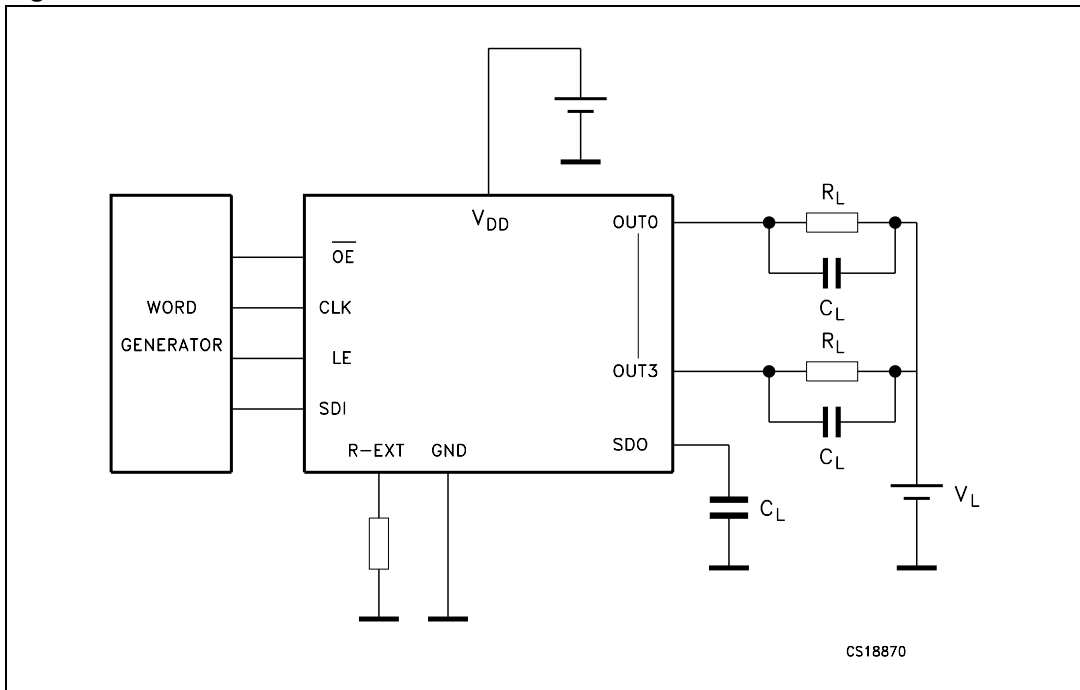 V_DD
OUT0
R_L
OE
WORD
GENERATOR
CLK
C_L
R_L
LE
OUT3
SDI
C_L
SDO
R-EXT
GND
C_L
V_L
CS18870